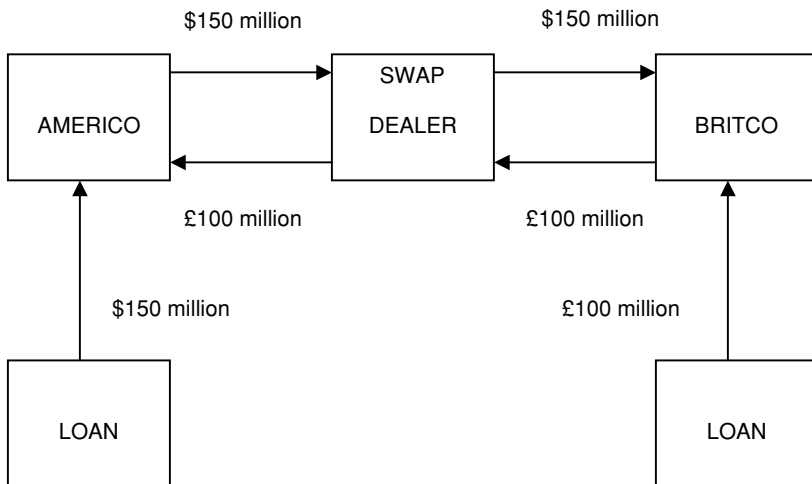 $150 million
$150 million
AMERICO
SWAP
DEALER
BRITCO
£100 million
£100 million
$150 million
£100 million
LOAN
LOAN